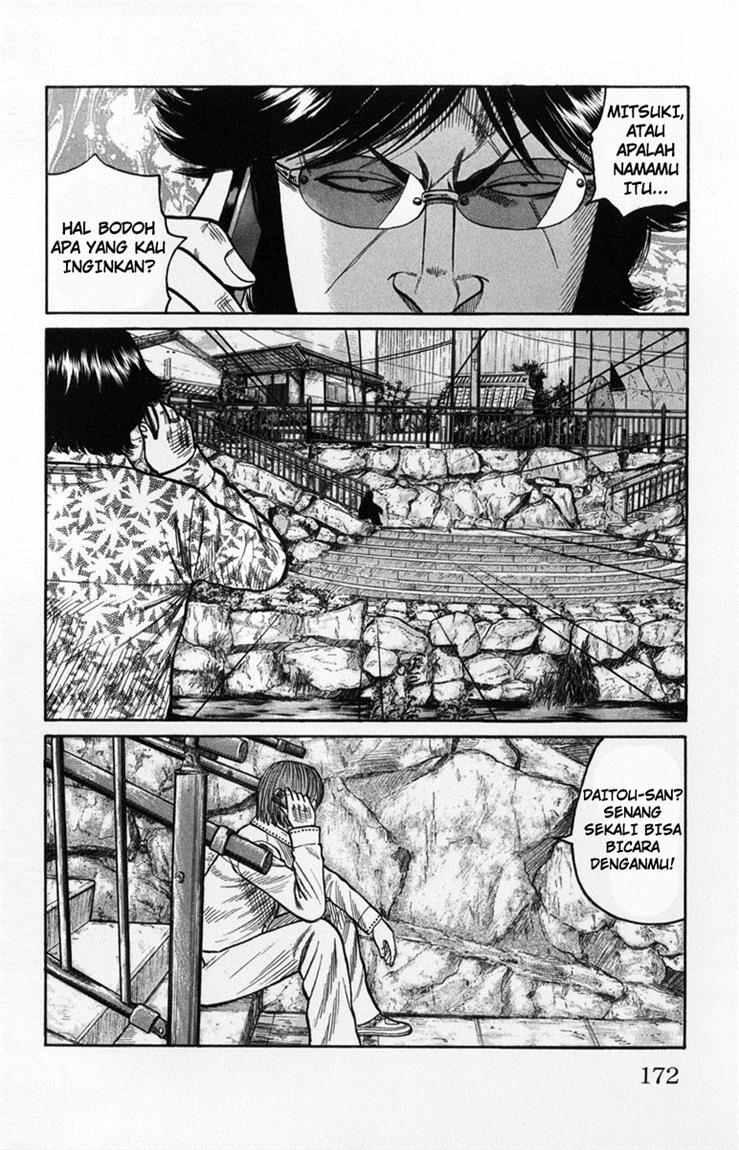 MITSUKI,
ATAU
APALAH
NAMAMU
ITU...
HAL BODOH
APA YANG KAU
INGINKAN?
DAITOU-SAN?
SENANG
SEKALI BISA
BICARA
DENGANMU!
172